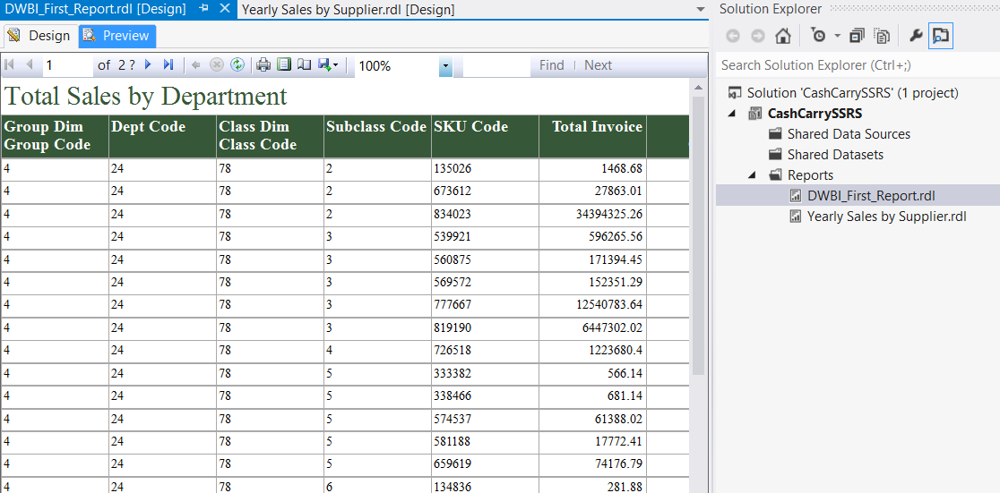 DWBI_First_Report.rdl [Design] Yearly Sales by Supplier.rdl [Design]
Design Preview
1 of 2 ? 100% Find | Next
Total Sales by Department
Group Dim Group Code Dept Code Class Dim Class Code Subclass Code SKU Code Total Invoice
4 24 78 2 135026 1468.68
4 24 78 2 673612 27863.01
4 24 78 2 834023 34394325.26
4 24 78 3 539921 596265.56
4 24 78 3 560875 171394.45
4 24 78 3 569572 152351.29
4 24 78 3 777667 12540783.64
4 24 78 3 819190 6447302.02
4 24 78 4 726518 1223680.4
4 24 78 5 333382 566.14
4 24 78 5 338466 681.14
4 24 78 5 574537 61388.02
4 24 78 5 581188 17772.41
4 24 78 5 659619 74176.79
4 24 78 6 134836 281.88
Solution Explorer
Search Solution Explorer (Ctrl+;)
Solution 'CashCarrySSRS' (1 project)
CashCarrySSRS
Shared Data Sources
Shared Datasets
Reports
DWBI_First_Report.rdl
Yearly Sales by Supplier.rdl